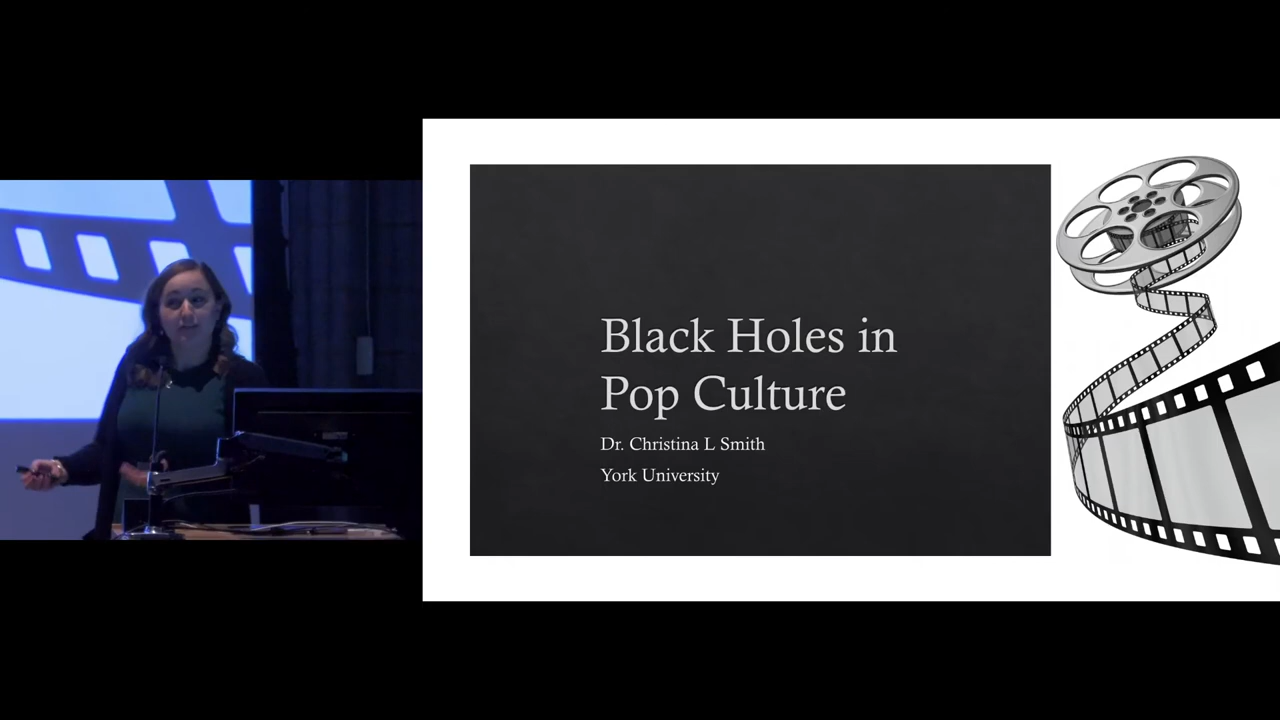 Black Holes in
Pop Culture
Dr. Christina L Smith
York University